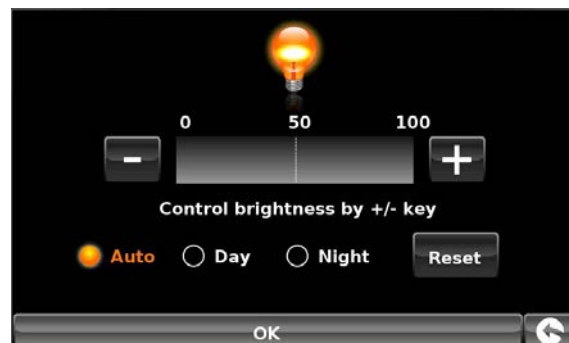 0 50 100
- +
Control brightness by +/- key
Auto Day Night Reset
OK